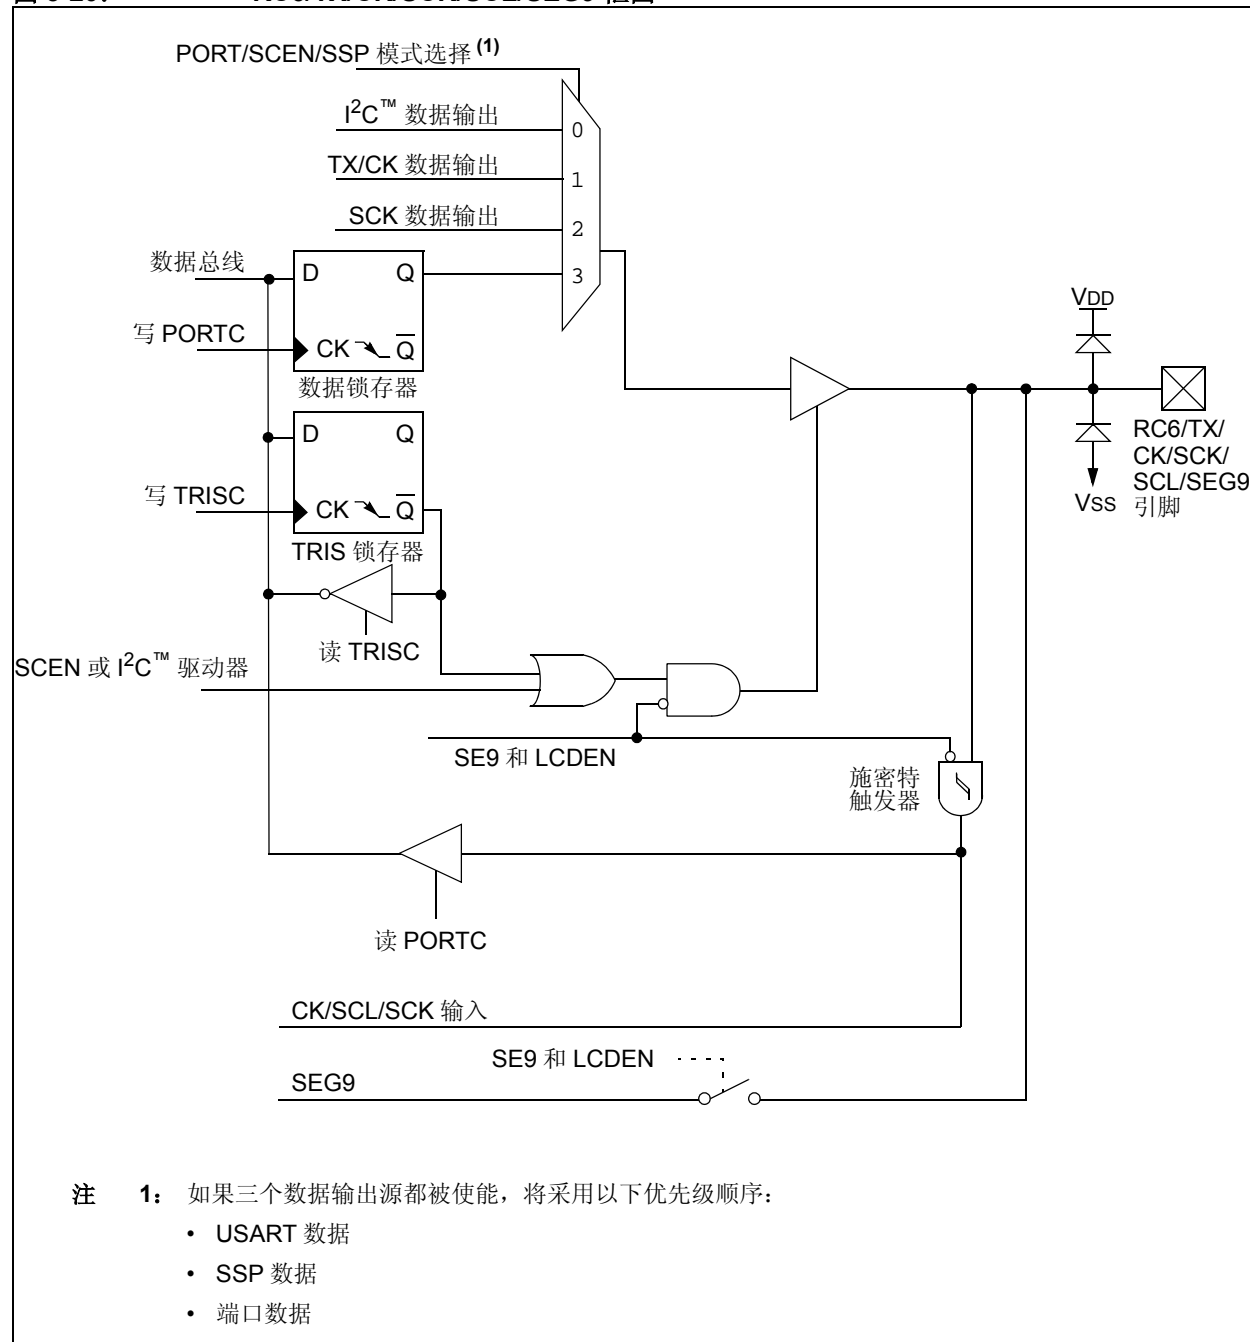 PORT/SCEN/SSP 模式选择 (1)
I²C™ 数据输出
TX/CK 数据输出
SCK 数据输出
0
1
2
3
数据总线
D Q
写 PORTC
CK Q̅
数据锁存器
D Q
写 TRISC
CK Q̅
TRIS 锁存器
VDD
RC6/TX/
CK/SCK/
SCL/SEG9
引脚
VSS
读 TRISC
SCEN 或 I²C™ 驱动器
SE9 和 LCDEN
施密特
触发器
读 PORTC
CK/SCL/SCK 输入
SE9 和 LCDEN
SEG9
注 1: 如果三个数据输出源都被使能，将采用以下优先级顺序：
• USART 数据
• SSP 数据
• 端口数据